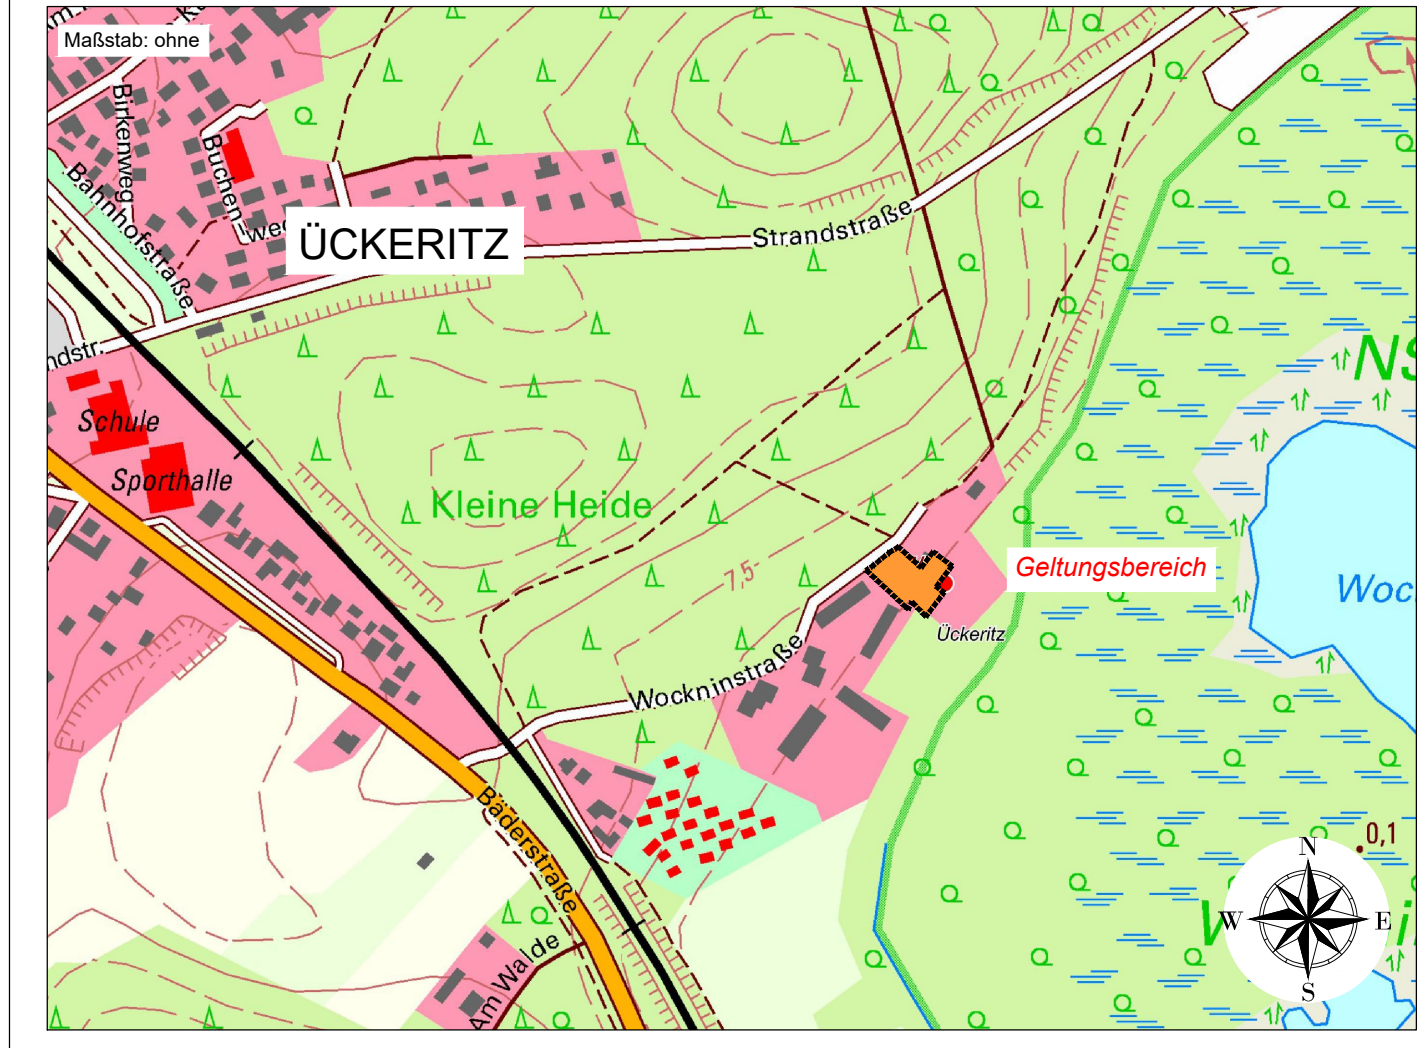 Maßstab: ohne
Birkenweg
Buchen-
weg
Bahnhofstraße
ÜCKERITZ
Strandstraße
ndstr.
NS
Schule
Sporthalle
Kleine Heide
7,5
Geltungsbereich
Woc
Ückeritz
Wockninstraße
Bäderstraße
0,1
N
W
E
S
Am Walde